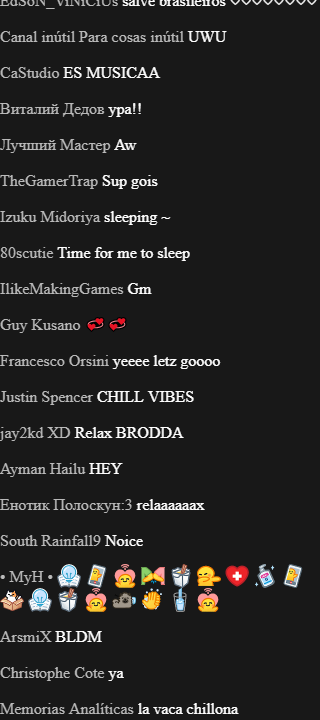 EdSoN_ViNiCiUs salve brasileiros
Canal inútil Para cosas inútil UWU
CaStudio ES MUSICAA
Виталий Дедов ура!!
Лучший Мастер Aw
TheGamerTrap Sup gois
Izuku Midoriya sleeping ~
80scutie Time for me to sleep
IlikeMakingGames Gm
Guy Kusano
Francesco Orsini yeeee letz goooo
Justin Spencer CHILL VIBES
jay2kd XD Relax BRODDA
Ayman Hailu HEY
Енотик Полоскун:3 relaaaaaax
South Rainfall9 Noice
• MyH •
ArsmiX BLDM
Christophe Cote ya
Memorias Analíticas la vaca chillona